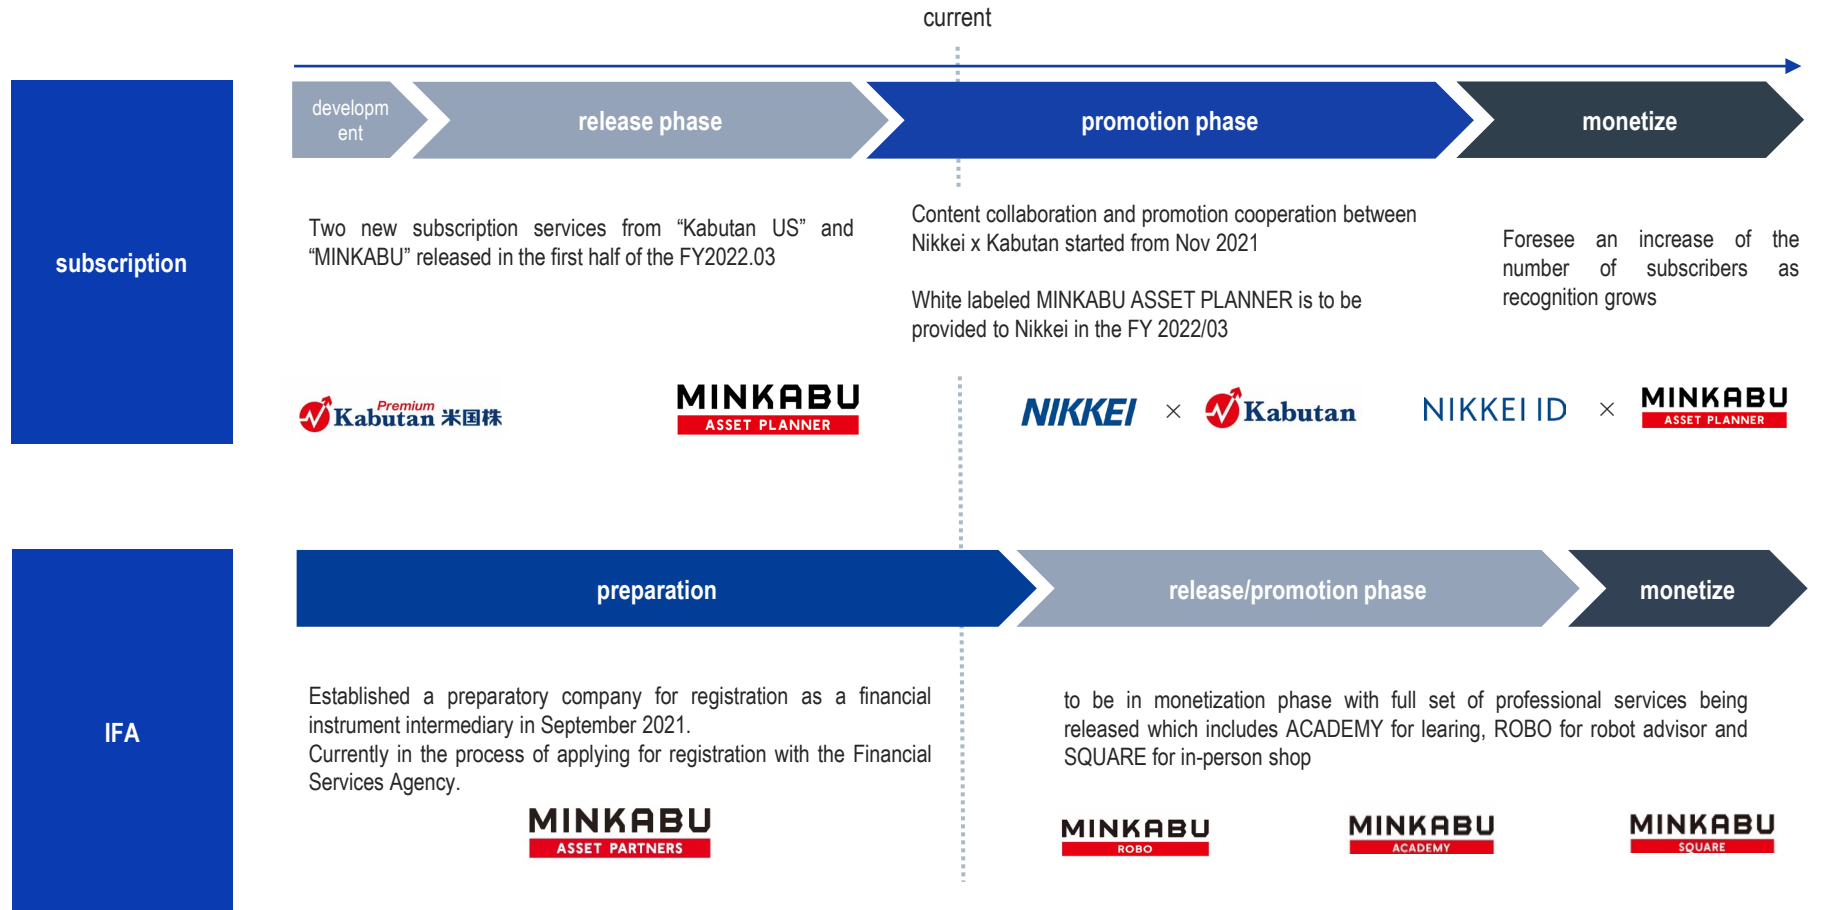 current
developm
ent
release phase
promotion phase
monetize
subscription
Two new subscription services from “Kabutan US” and
“MINKABU” released in the first half of the FY2022.03
Content collaboration and promotion cooperation between
Nikkei x Kabutan started from Nov 2021
White labeled MINKABU ASSET PLANNER is to be
provided to Nikkei in the FY 2022/03
Foresee an increase of the
number of subscribers as
recognition grows
Premium
Kabutan 米国株
MINKABU
ASSET PLANNER
NIKKEI × Kabutan
NIKKEI ID × MINKABU
ASSET PLANNER
IFA
preparation
release/promotion phase
monetize
Established a preparatory company for registration as a financial
instrument intermediary in September 2021.
Currently in the process of applying for registration with the Financial
Services Agency.
MINKABU
ASSET PARTNERS
to be in monetization phase with full set of professional services being
released which includes ACADEMY for learing, ROBO for robot advisor and
SQUARE for in-person shop
MINKABU
ROBO
MINKABU
ACADEMY
MINKABU
SQUARE